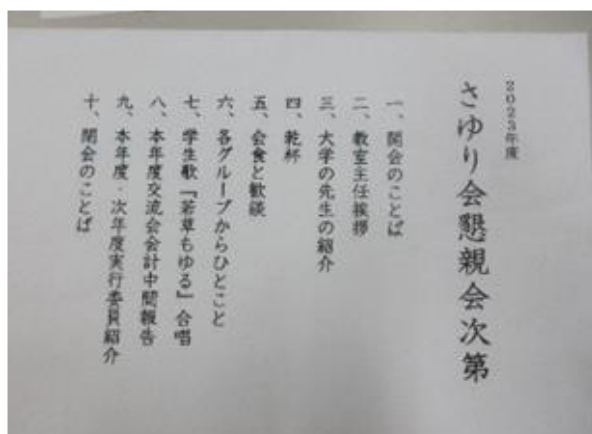 2023年度
さゆり会懇親会次第
一、開会のことば
二、教室主任挨拶
三、大学の先生の紹介
四、乾杯
五、会食と歓談
六、各グループからひとこと
七、学生歌「若草もゆる」合唱
八、本年度交流会会計中間報告
九、本年度・次年度実行委員紹介
十、閉会のことば